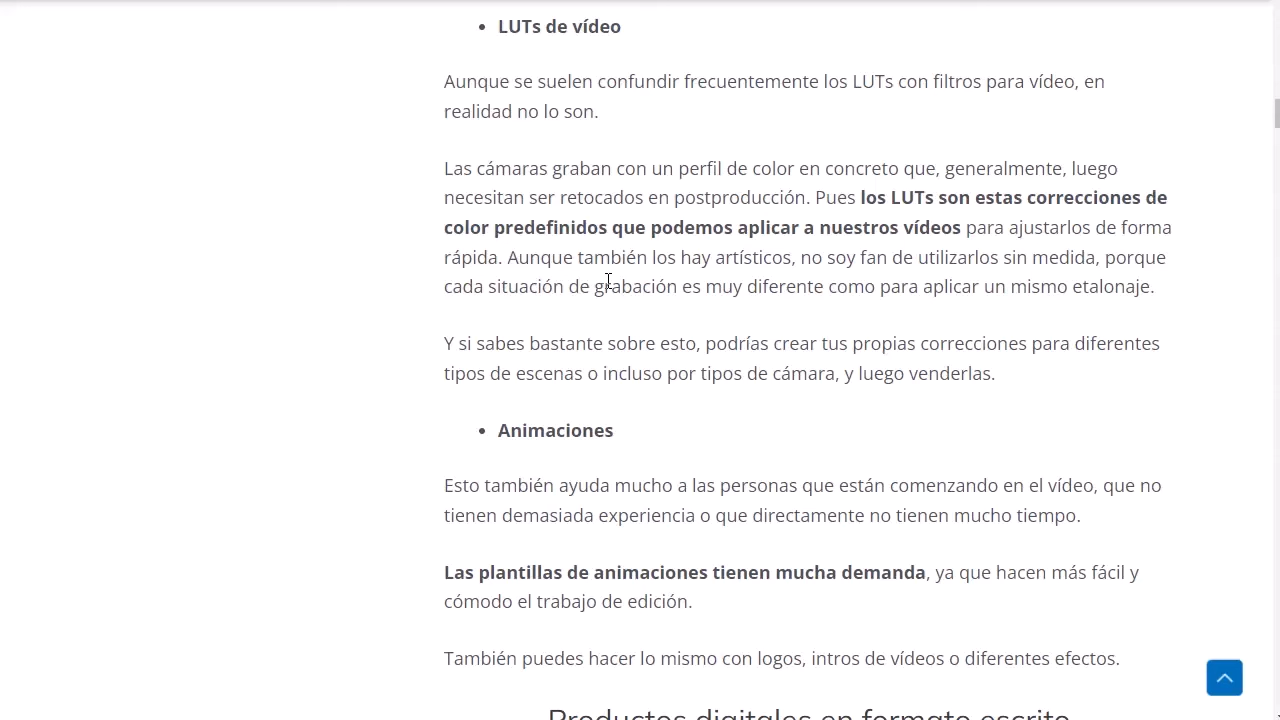 • LUTs de vídeo
Aunque se suelen confundir frecuentemente los LUTs con filtros para vídeo, en
realidad no lo son.
Las cámaras graban con un perfil de color en concreto que, generalmente, luego
necesitan ser retocados en postproducción. Pues los LUTs son estas correcciones de
color predefinidos que podemos aplicar a nuestros vídeos para ajustarlos de forma
rápida. Aunque también los hay artísticos, no soy fan de utilizarlos sin medida, porque
cada situación de grabación es muy diferente como para aplicar un mismo etalonaje.
Y si sabes bastante sobre esto, podrías crear tus propias correcciones para diferentes
tipos de escenas o incluso por tipos de cámara, y luego venderlas.
• Animaciones
Esto también ayuda mucho a las personas que están comenzando en el vídeo, que no
tienen demasiada experiencia o que directamente no tienen mucho tiempo.
Las plantillas de animaciones tienen mucha demanda, ya que hacen más fácil y
cómodo el trabajo de edición.
También puedes hacer lo mismo con logos, intros de vídeos o diferentes efectos.
Productos digitales en formato escrito